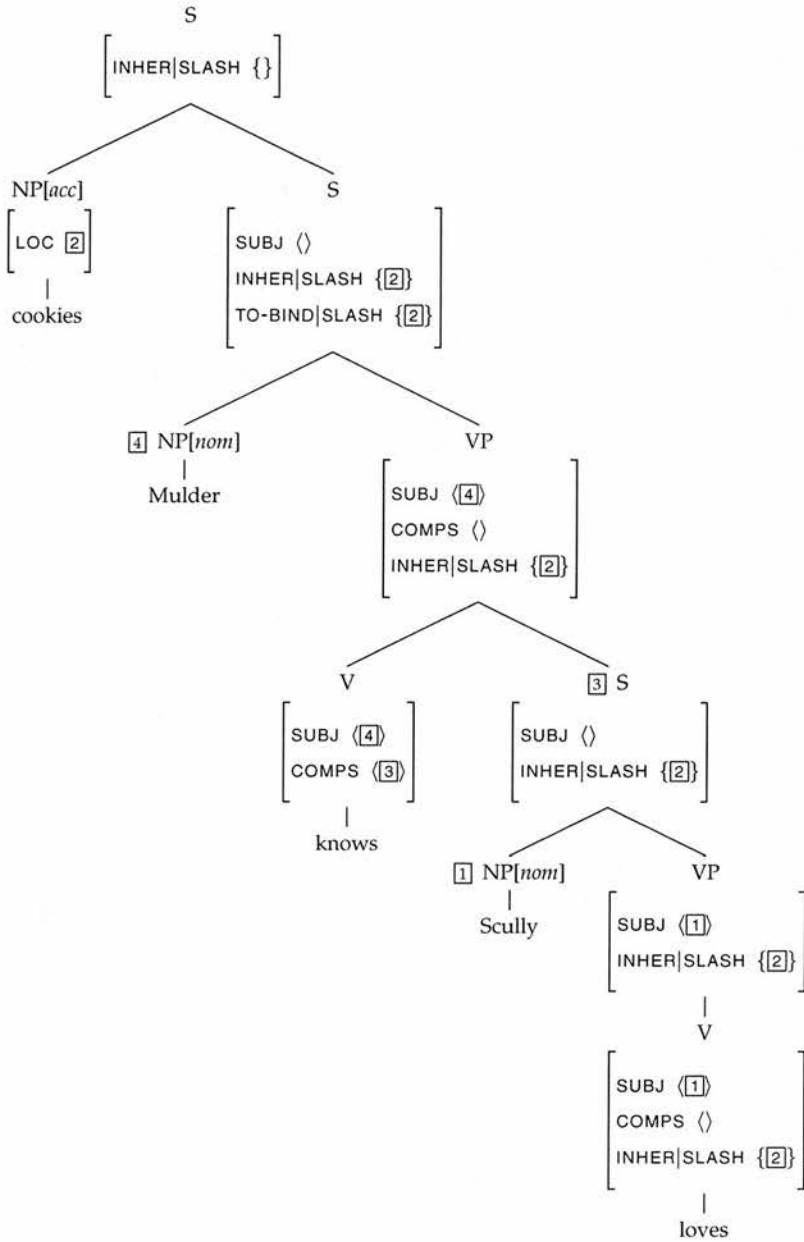 S
[INHER|SLASH {}]
NP[acc] S
[LOC [2]] [SUBJ ⟨⟩
INHER|SLASH {[2]}
TO-BIND|SLASH {[2]}]
cookies
[4] NP[nom] VP
Mulder
[SUBJ ⟨[4]⟩
COMPS ⟨⟩
INHER|SLASH {[2]}]
V [3] S
[SUBJ ⟨[4]⟩ [SUBJ ⟨⟩
COMPS ⟨[3]⟩] INHER|SLASH {[2]}]
knows
[1] NP[nom] VP
Scully
[SUBJ ⟨[1]⟩
INHER|SLASH {[2]}]
V
[SUBJ ⟨[1]⟩
COMPS ⟨⟩
INHER|SLASH {[2]}]
loves